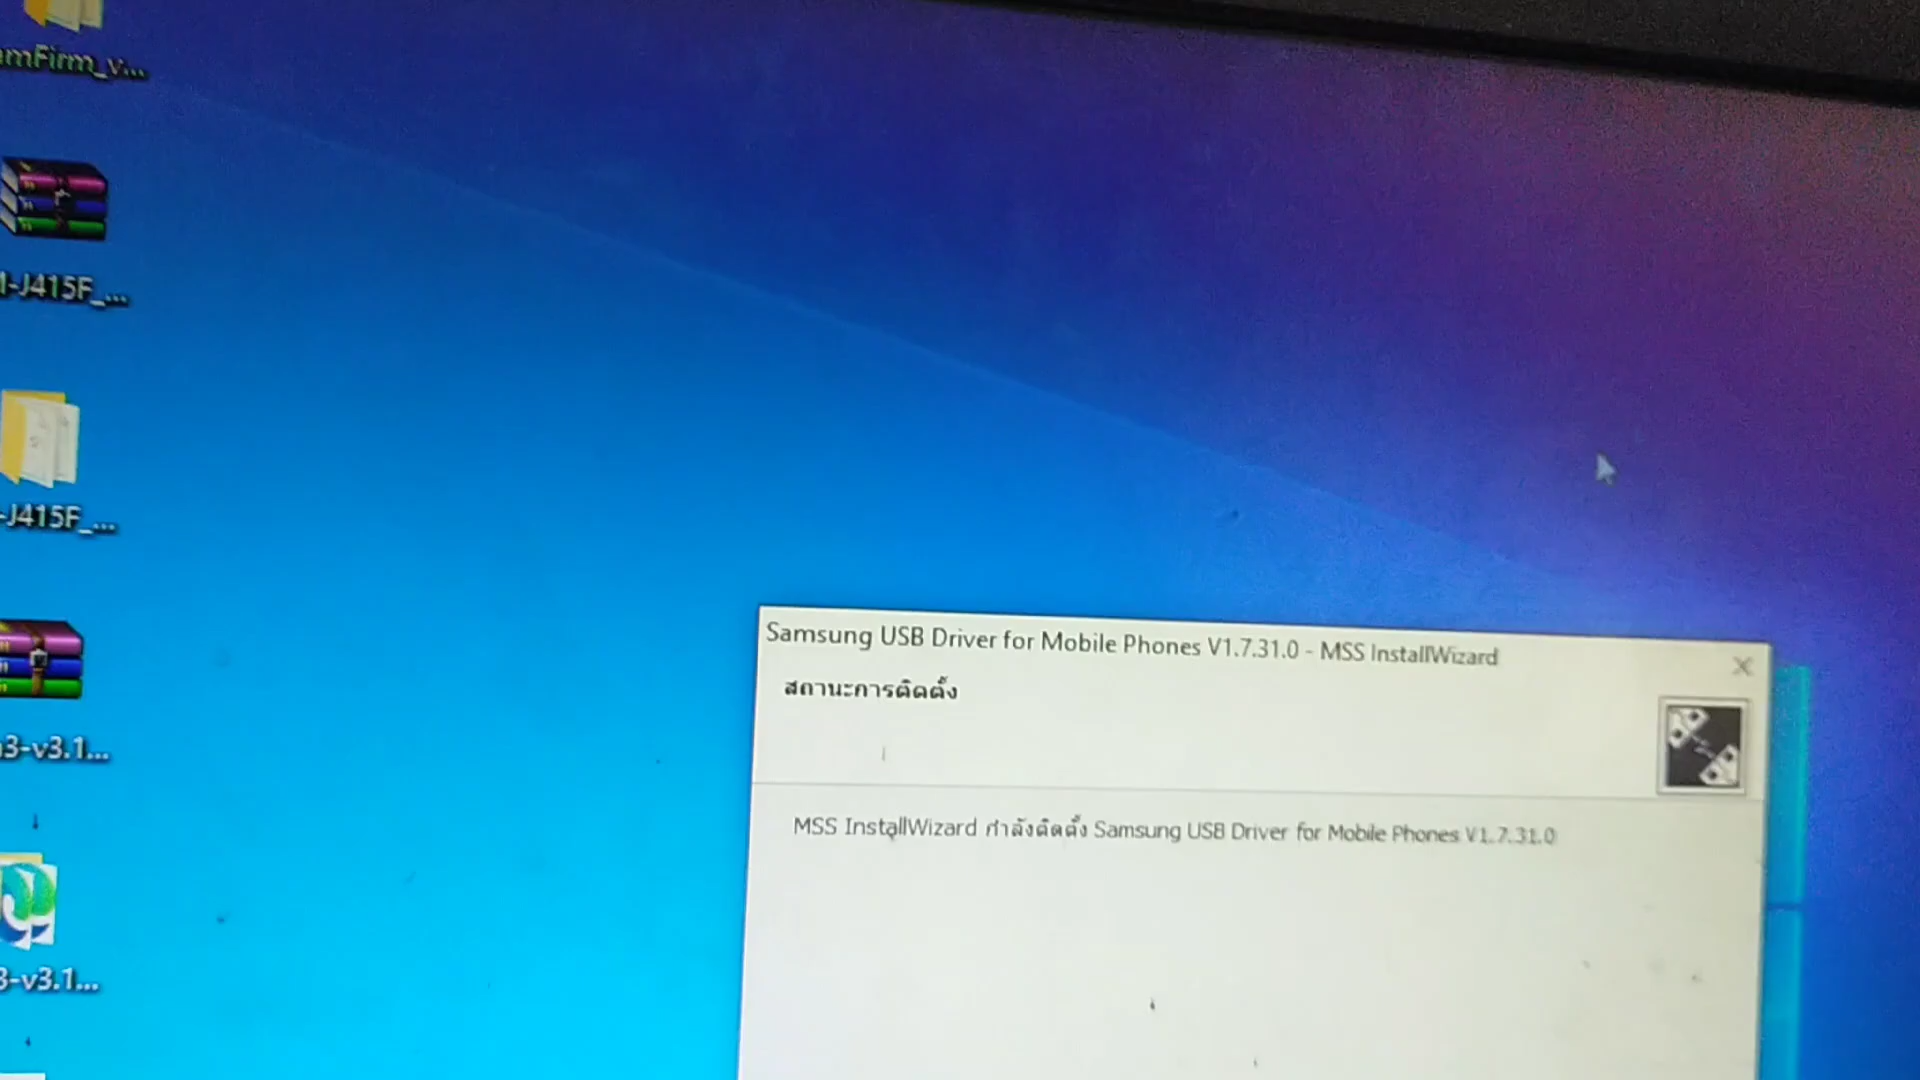 amFirm_v...
-J415F_...
-J415F_...
3-v3.1...
3-v3.1...
Samsung USB Driver for Mobile Phones V1.7.31.0 - MSS InstallWizard
สถานะการติดตั้ง
MSS InstallWizard กำลังติดตั้ง Samsung USB Driver for Mobile Phones V1.7.31.0